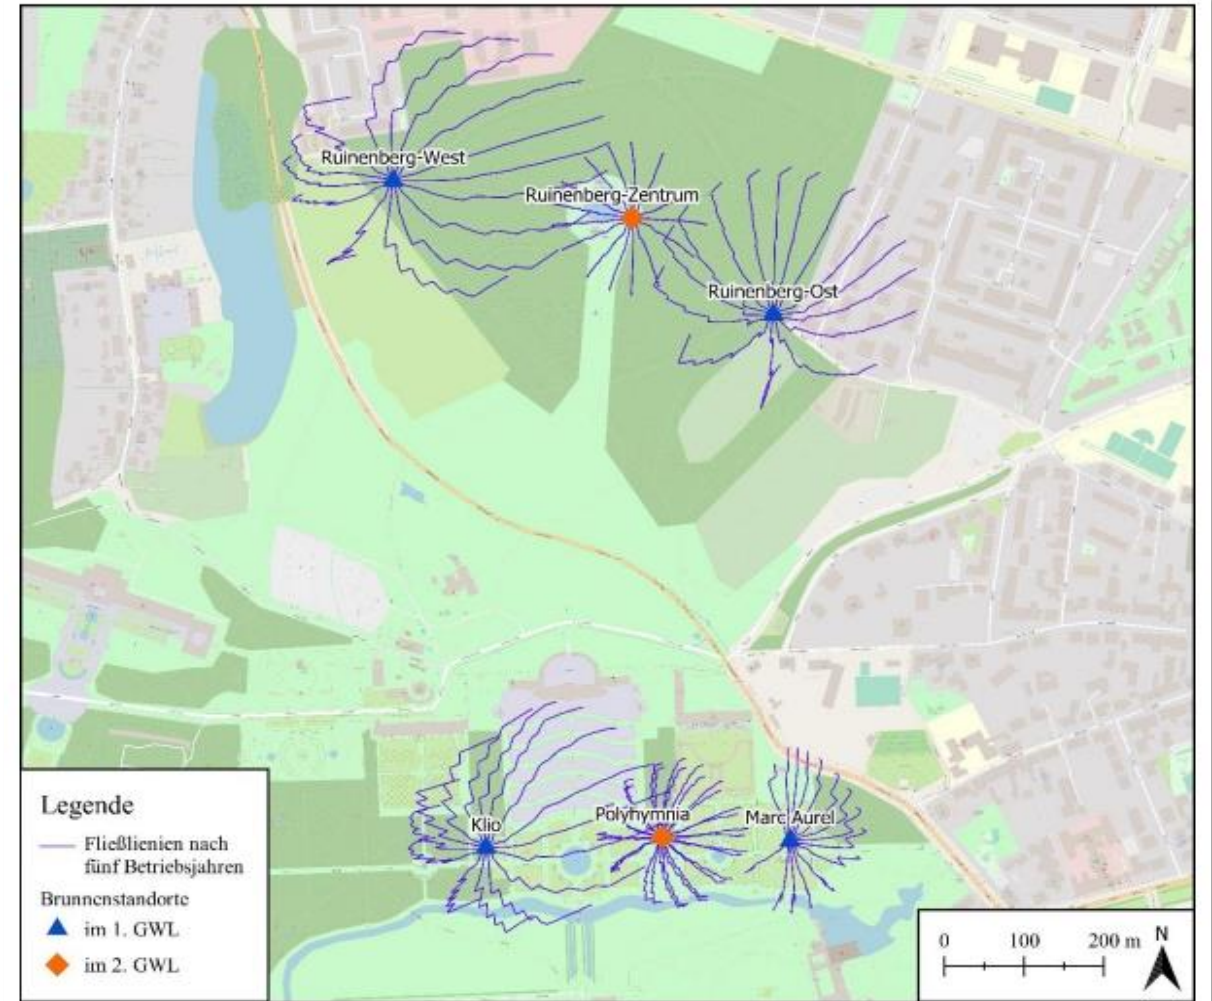 Ruinenberg-West
Ruinenberg-Zentrum
Ruinenberg-Ost
Klio
Polyhymnia
Marc Aurel
Legende
Fließlienien nach
fünf Betriebsjahren
Brunnenstandorte
im 1. GWL
im 2. GWL
0 100 200 m
N